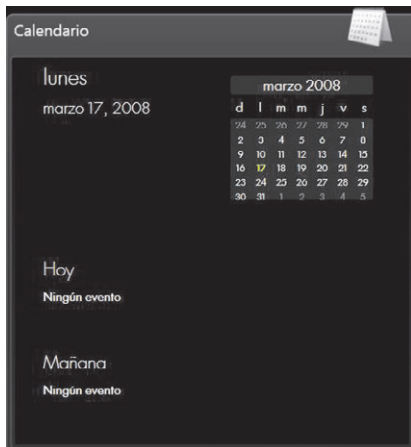 Calendario
lunes
marzo 17, 2008
marzo 2008
d l m m j v s
24 25 26 27 28 29 1
2 3 4 5 6 7 8
9 10 11 12 13 14 15
16 17 18 19 20 21 22
23 24 25 26 27 28 29
30 31 1 2 3 4 5
Hoy
Ningún evento
Mañana
Ningún evento